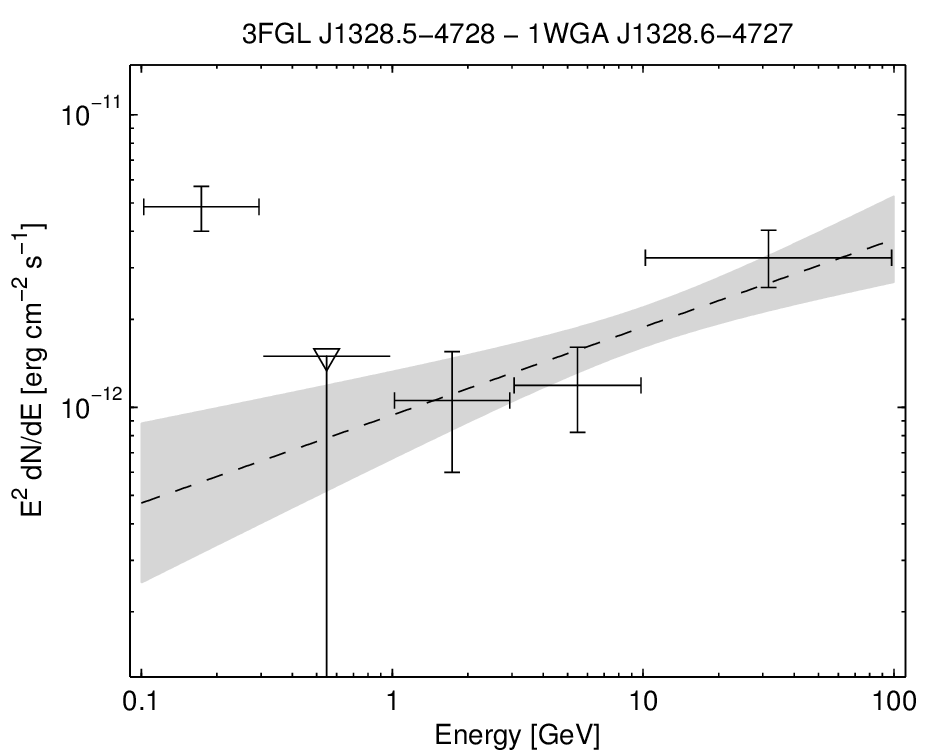 3FGL J1328.5−4728 − 1WGA J1328.6−4727
10⁻¹¹
10⁻¹²
E² dN/dE [erg cm⁻² s⁻¹]
0.1 1 10 100
Energy [GeV]